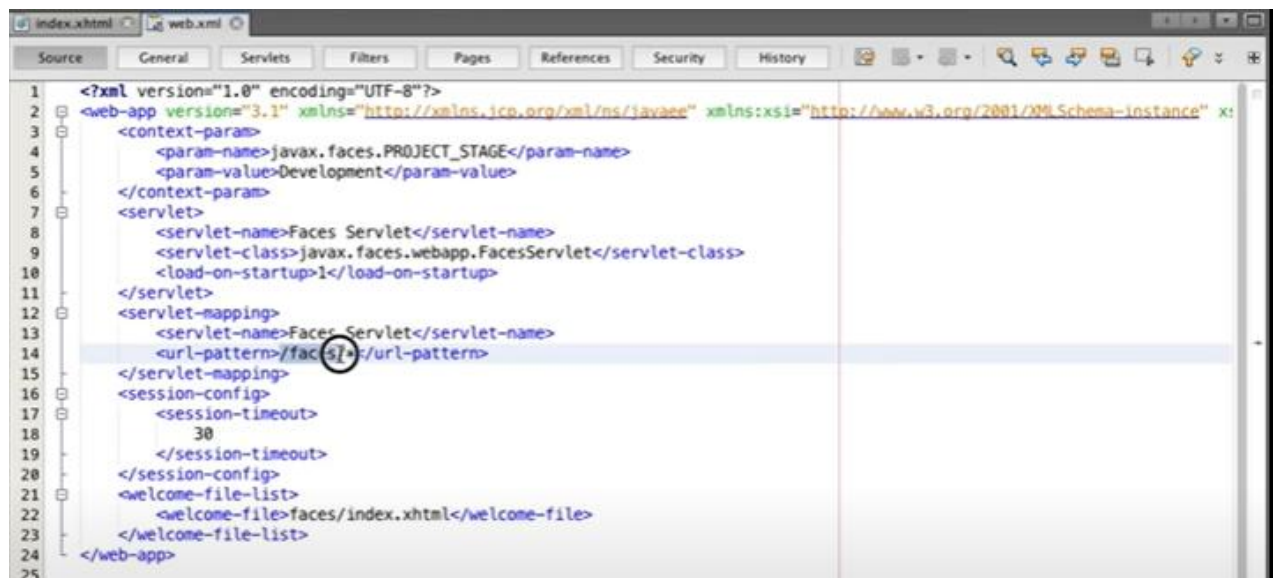 index.xhtml web.xml
Source General Servlets Filters Pages References Security History
1 <?xml version="1.0" encoding="UTF-8"?>
2 <web-app version="3.1" xmlns="http://xmlns.jcp.org/xml/ns/javaee" xmlns:xsi="http://www.w3.org/2001/XMLSchema-instance" xs
3 <context-param>
4 <param-name>javax.faces.PROJECT_STAGE</param-name>
5 <param-value>Development</param-value>
6 </context-param>
7 <servlet>
8 <servlet-name>Faces Servlet</servlet-name>
9 <servlet-class>javax.faces.webapp.FacesServlet</servlet-class>
10 <load-on-startup>1</load-on-startup>
11 </servlet>
12 <servlet-mapping>
13 <servlet-name>Faces Servlet</servlet-name>
14 <url-pattern>/faces/*</url-pattern>
15 </servlet-mapping>
16 <session-config>
17 <session-timeout>
18 30
19 </session-timeout>
20 </session-config>
21 <welcome-file-list>
22 <welcome-file>faces/index.xhtml</welcome-file>
23 </welcome-file-list>
24 </web-app>
25